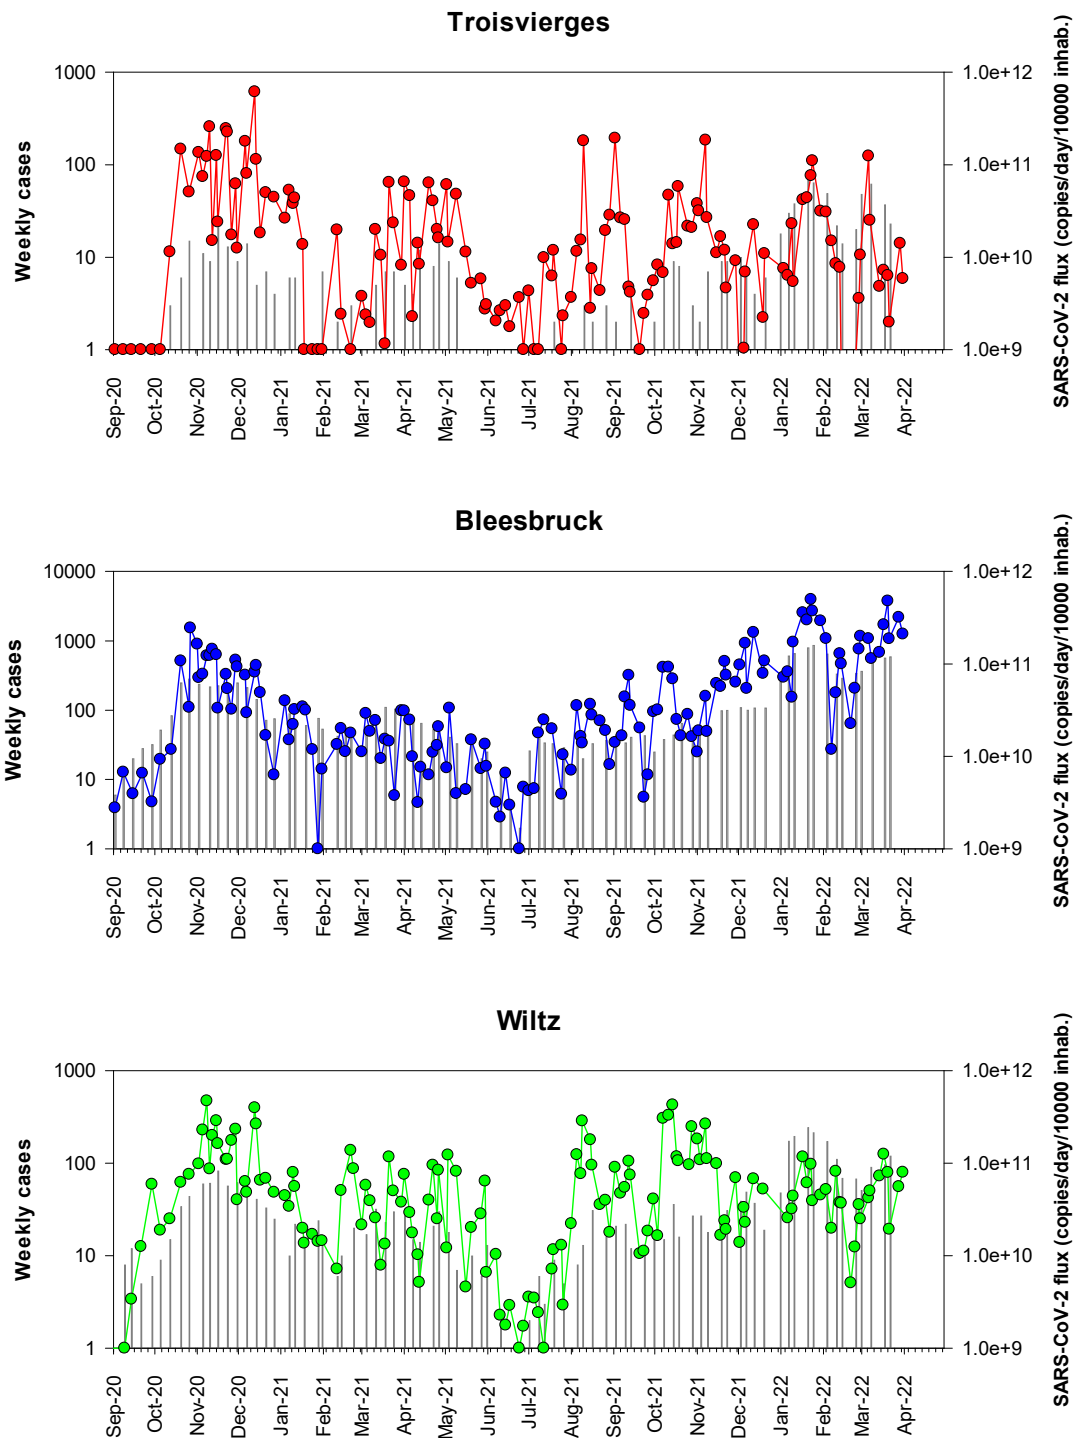 Troisvierges
1000
100
10
1
Weekly cases
1.0e+12
1.0e+11
1.0e+10
1.0e+9
SARS-CoV-2 flux (copies/day/10000 inhab.)
Sep-20
Oct-20
Nov-20
Dec-20
Jan-21
Feb-21
Mar-21
Apr-21
May-21
Jun-21
Jul-21
Aug-21
Sep-21
Oct-21
Nov-21
Dec-21
Jan-22
Feb-22
Mar-22
Apr-22
Bleesbruck
10000
1000
100
10
1
Weekly cases
1.0e+12
1.0e+11
1.0e+10
1.0e+9
SARS-CoV-2 flux (copies/day/10000 inhab.)
Sep-20
Oct-20
Nov-20
Dec-20
Jan-21
Feb-21
Mar-21
Apr-21
May-21
Jun-21
Jul-21
Aug-21
Sep-21
Oct-21
Nov-21
Dec-21
Jan-22
Feb-22
Mar-22
Apr-22
Wiltz
1000
100
10
1
Weekly cases
1.0e+12
1.0e+11
1.0e+10
1.0e+9
SARS-CoV-2 flux (copies/day/10000 inhab.)
Sep-20
Oct-20
Nov-20
Dec-20
Jan-21
Feb-21
Mar-21
Apr-21
May-21
Jun-21
Jul-21
Aug-21
Sep-21
Oct-21
Nov-21
Dec-21
Jan-22
Feb-22
Mar-22
Apr-22